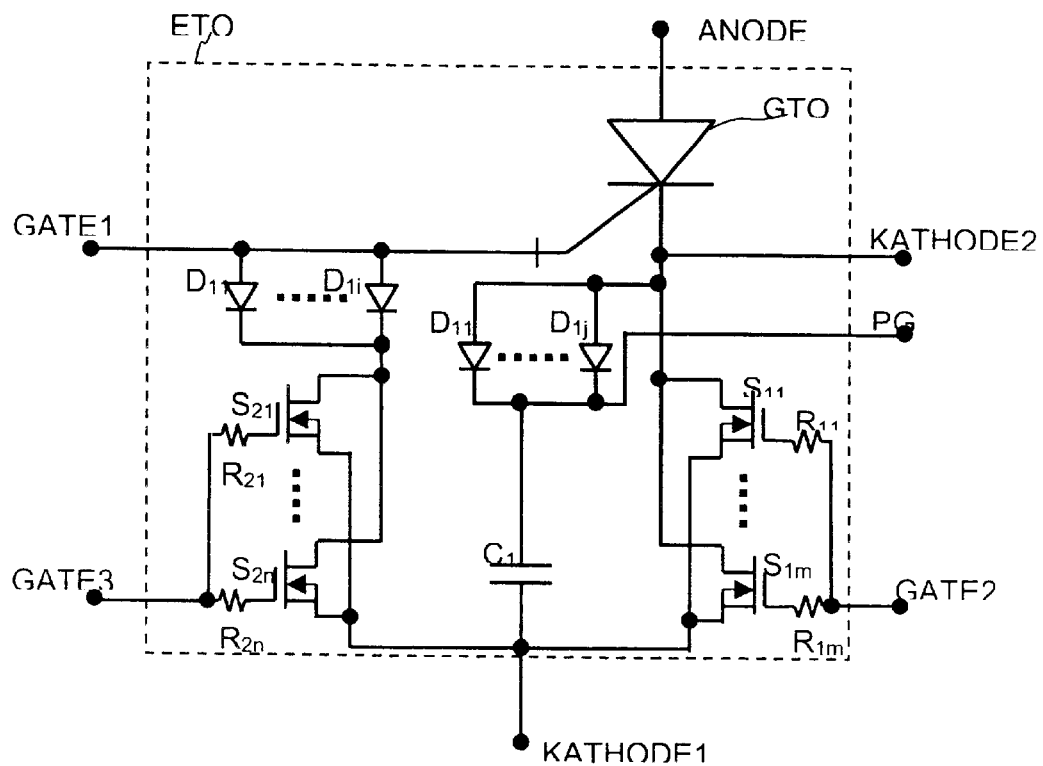 ETO
ANODE
GTO
GATE1
KATHODE2
D11
D1i
D11
D1j
PG
S21
S11
R11
R21
C1
S2n
S1m
GATE3
GATE2
R2n
R1m
KATHODE1